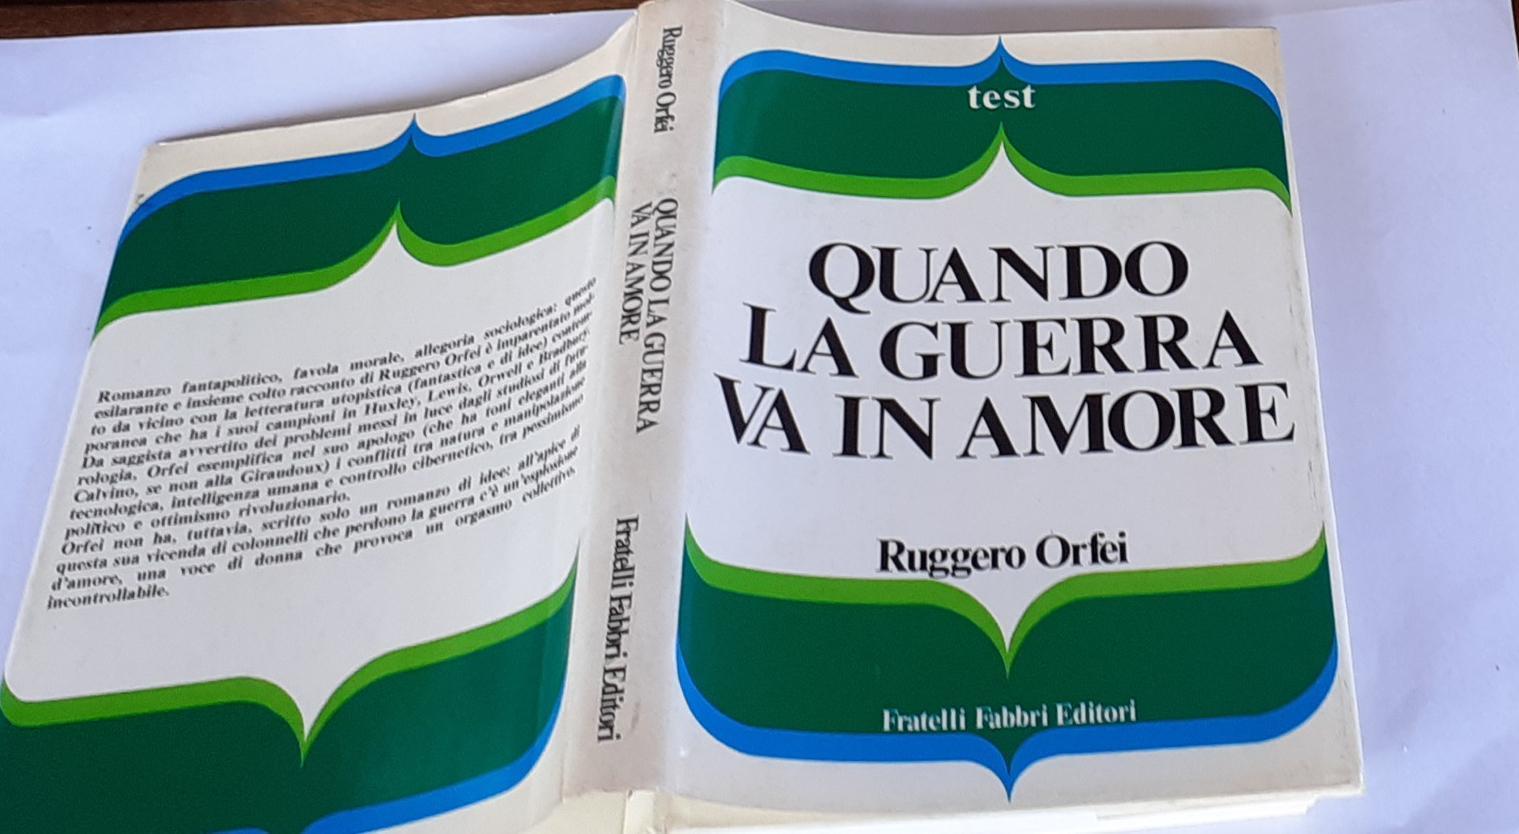 Romanzo fantapolitico, favola morale, allegoria sociologica: questo
esilarante e insieme colto racconto di Ruggero Orfei è imparentato mol-
to da vicino con la letteratura utopistica (fantastica e di idee) contem-
poranea che ha i suoi campioni in Huxley, Lewis, Orwell e Bradbury.
Da saggista avvertito dei problemi messi in luce dagli studiosi di futu-
rologia, Orfei esemplifica nel suo apologo (che ha toni eleganti alla
Calvino, se non alla Giraudoux) i conflitti tra natura e manipolazione
tecnologica, intelligenza umana e controllo cibernetico, tra pessimismo
politico e ottimismo rivoluzionario.
Orfei non ha, tuttavia, scritto solo un romanzo di idee: all'apice di
questa sua vicenda di colonnelli che perdono la guerra c'è un'esplosione
d'amore, una voce di donna che provoca un orgasmo collettivo,
incontrollabile.
Ruggero Orfei
QUANDO LA GUERRA
VA IN AMORE
Fratelli Fabbri Editori
test
QUANDO
LA GUERRA
VA IN AMORE
Ruggero Orfei
Fratelli Fabbri Editori